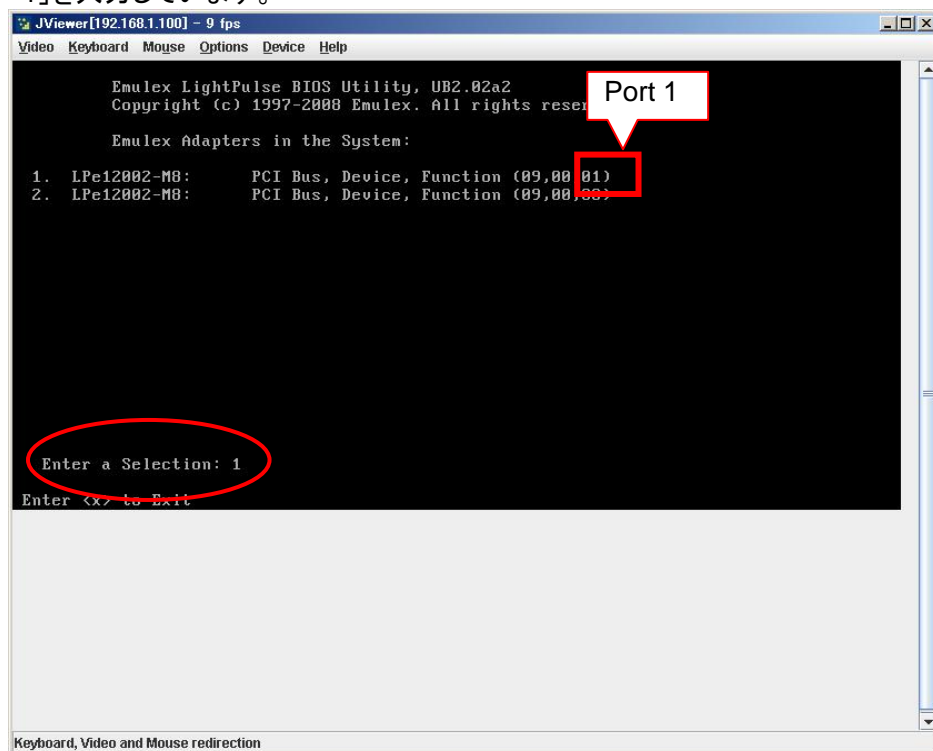 1」を入力しています。
JViewer[192.168.1.100] - 9 fps
Video Keyboard Mouse Options Device Help
Emulex LightPulse BIOS Utility, UB2.02a2
Copyright (c) 1997-2008 Emulex. All rights
Port 1
Emulex Adapters in the System:
1. LPe12002-M8: PCI Bus, Device, Function (09,00,01)
2. LPe12002-M8: PCI Bus, Device, Function (09,00,
Enter a Selection: 1
Enter <x> to Exit
Keyboard, Video and Mouse redirection